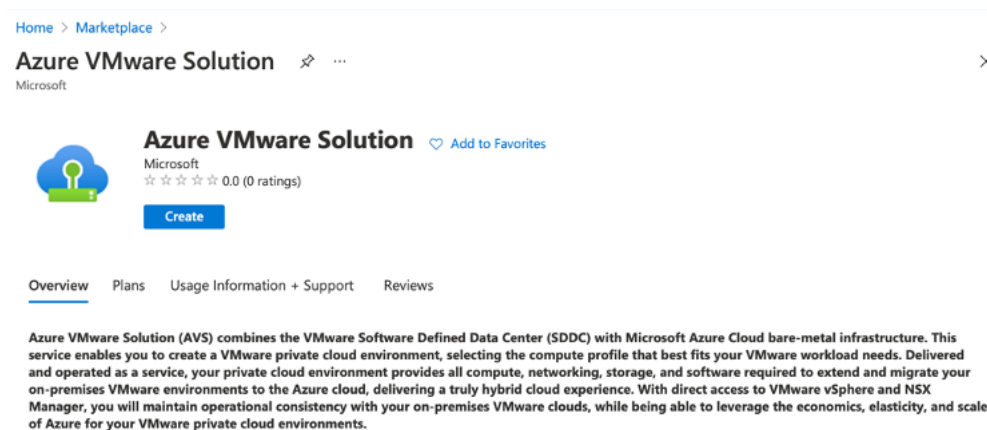 Home > Marketplace >
Azure VMware Solution ...
Microsoft
Azure VMware Solution Add to Favorites
Microsoft
0.0 (0 ratings)
Create
Overview Plans Usage Information + Support Reviews
Azure VMware Solution (AVS) combines the VMware Software Defined Data Center (SDDC) with Microsoft Azure Cloud bare-metal infrastructure. This
service enables you to create a VMware private cloud environment, selecting the compute profile that best fits your VMware workload needs. Delivered
and operated as a service, your private cloud environment provides all compute, networking, storage, and software required to extend and migrate your
on-premises VMware environments to the Azure cloud, delivering a truly hybrid cloud experience. With direct access to VMware vSphere and NSX
Manager, you will maintain operational consistency with your on-premises VMware clouds, while being able to leverage the economics, elasticity, and scale
of Azure for your VMware private cloud environments.